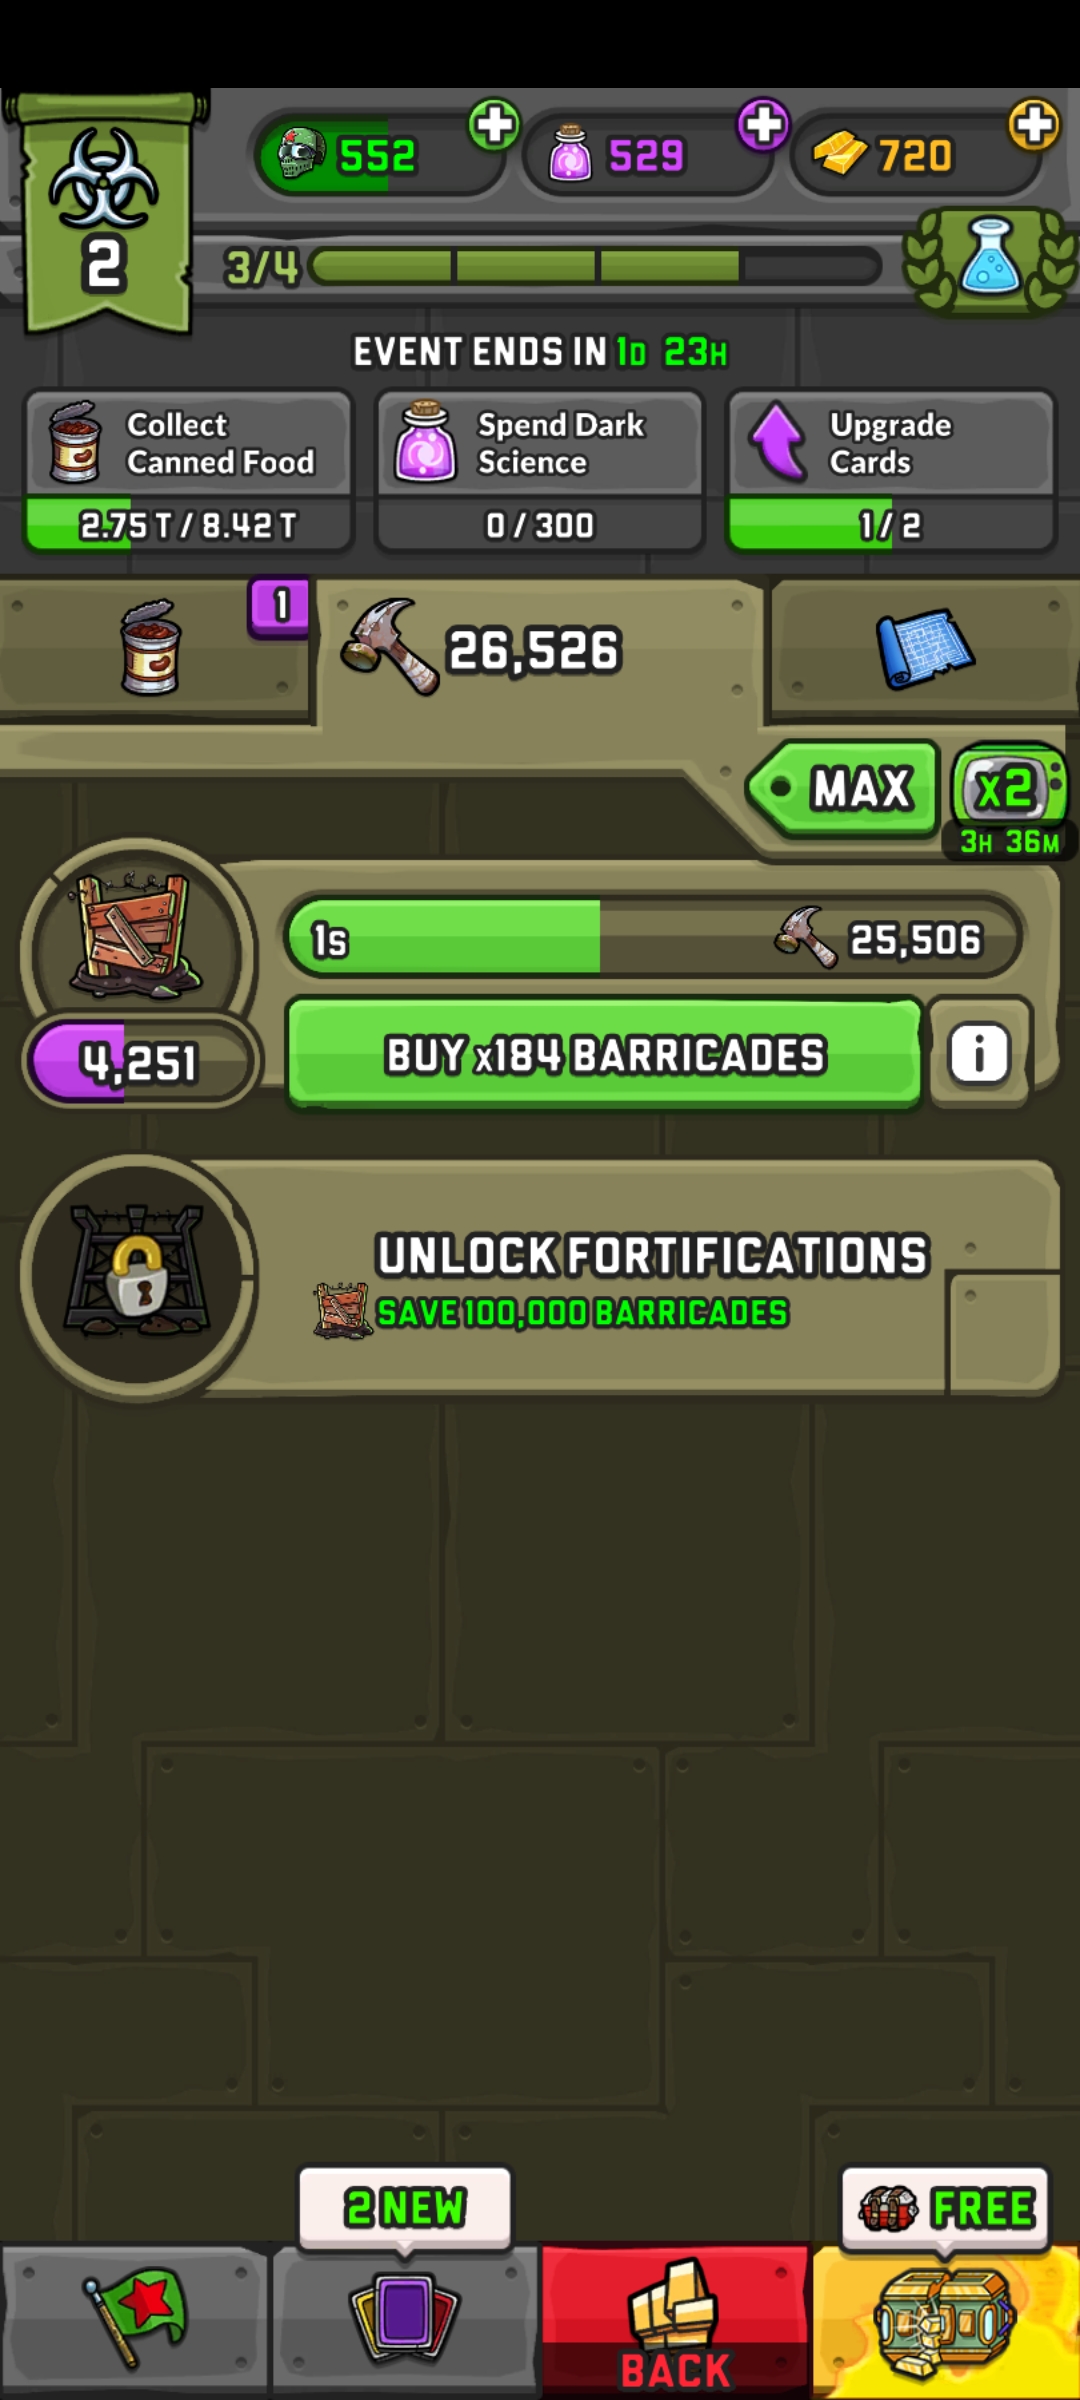 552
529
720
2
3/4
EVENT ENDS IN 1D 23H
Collect
Canned Food
2.75 T / 8.42 T
Spend Dark
Science
0 / 300
Upgrade
Cards
1 / 2
1
26,526
MAX
x2
3H 36M
1s
25,506
4,251
BUY x184 BARRICADES
i
UNLOCK FORTIFICATIONS
SAVE 100,000 BARRICADES
2 NEW
FREE
BACK